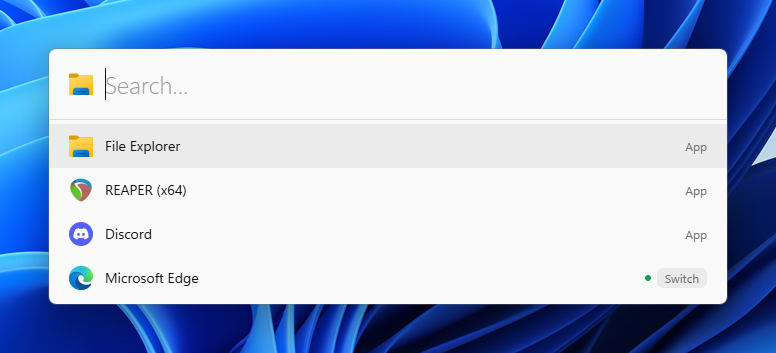 Search...
File Explorer App
REAPER (x64) App
Discord App
Microsoft Edge Switch